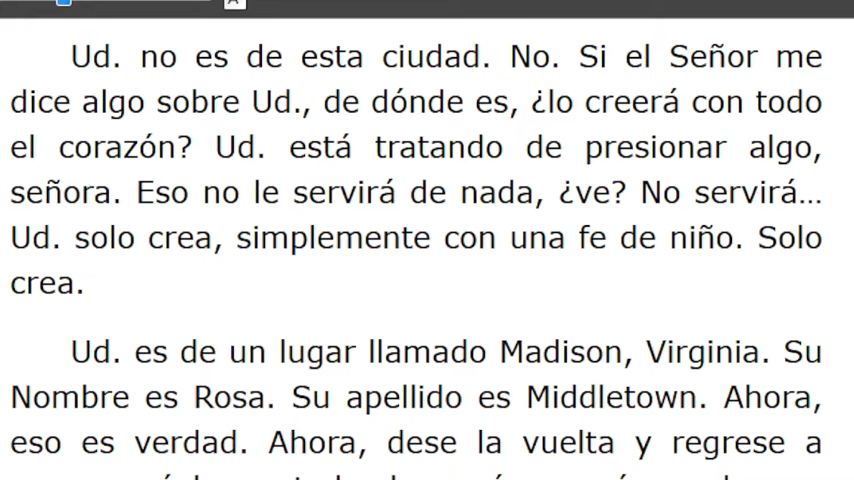 Ud. no es de esta ciudad. No. Si el Señor me
dice algo sobre Ud., de dónde es, ¿lo creerá con todo
el corazón? Ud. está tratando de presionar algo,
señora. Eso no le servirá de nada, ¿ve? No servirá...
Ud. solo crea, simplemente con una fe de niño. Solo
crea.
Ud. es de un lugar llamado Madison, Virginia. Su
Nombre es Rosa. Su apellido es Middletown. Ahora,
eso es verdad. Ahora, dese la vuelta y regrese a